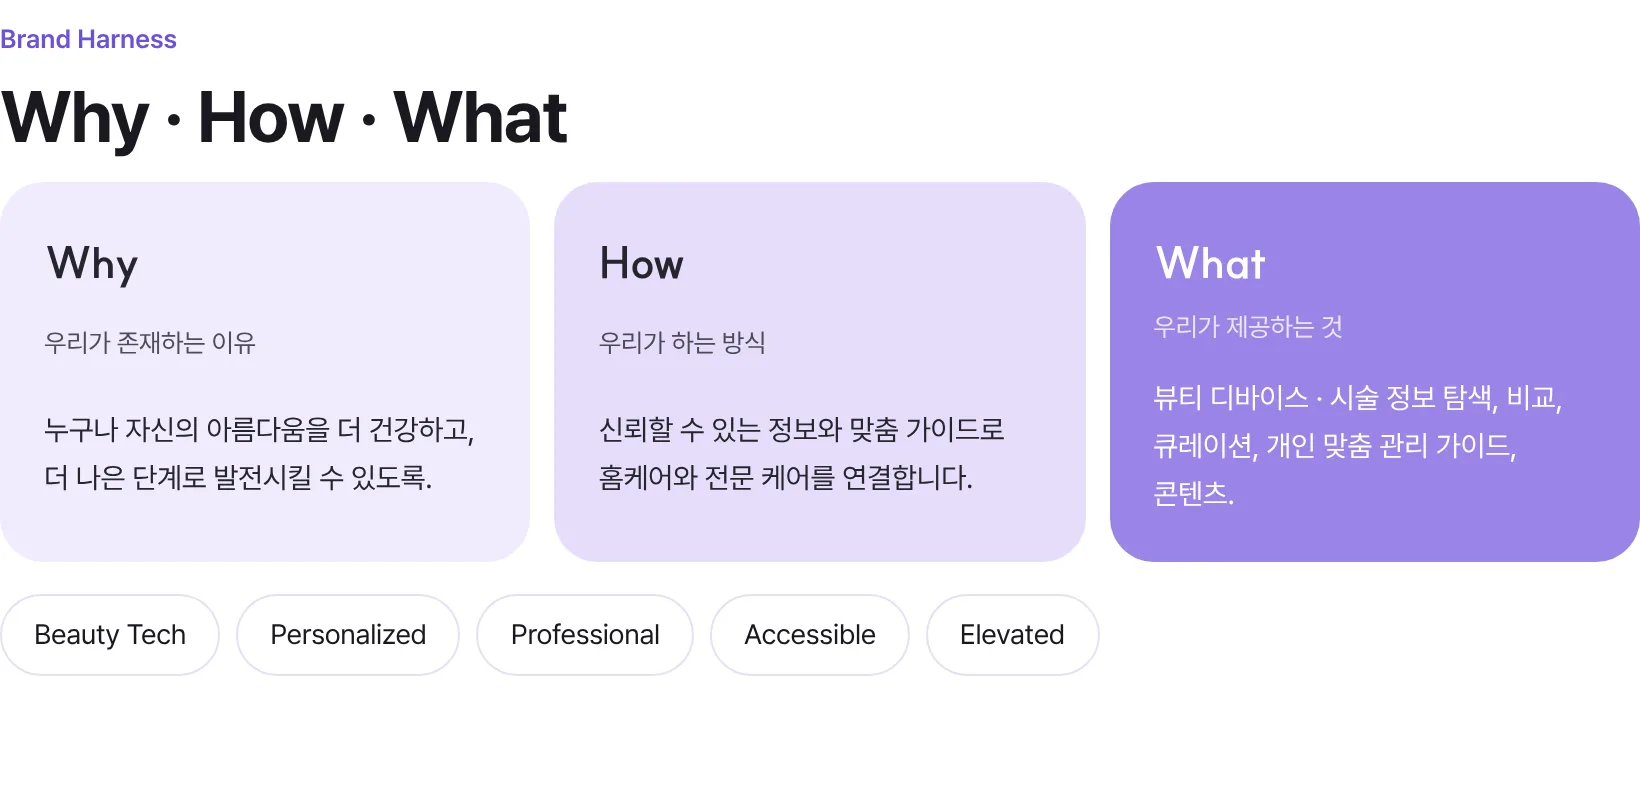 Brand Harness
Why · How · What
Why
우리가 존재하는 이유
누구나 자신의 아름다움을 더 건강하고,
더 나은 단계로 발전시킬 수 있도록.
How
우리가 하는 방식
신뢰할 수 있는 정보와 맞춤 가이드로
홈케어와 전문 케어를 연결합니다.
What
우리가 제공하는 것
뷰티 디바이스 · 시술 정보 탐색, 비교,
큐레이션, 개인 맞춤 관리 가이드,
콘텐츠.
Beauty Tech
Personalized
Professional
Accessible
Elevated